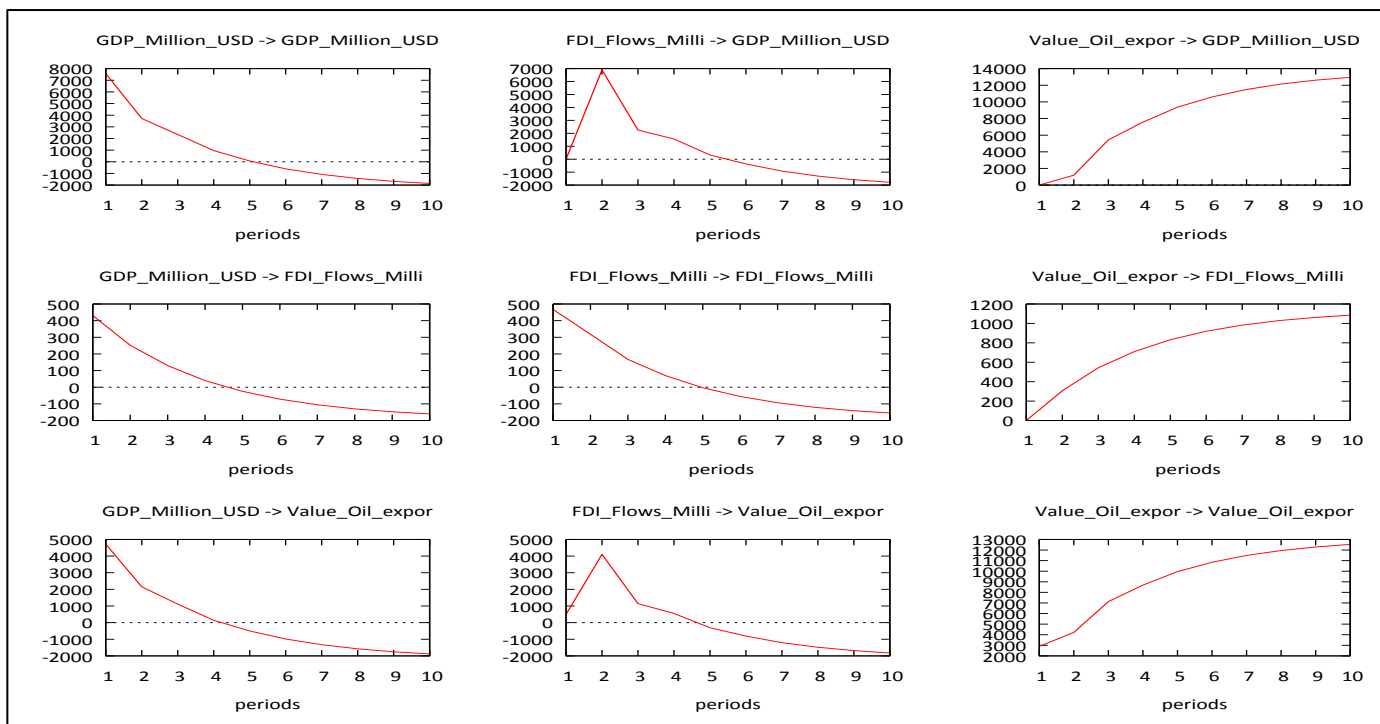 GDP_Million_USD -> GDP_Million_USD
8000
7000
6000
5000
4000
3000
2000
1000
0
-1000
-2000
1 2 3 4 5 6 7 8 9 10
periods
FDI_Flows_Milli -> GDP_Million_USD
7000
6000
5000
4000
3000
2000
1000
0
-1000
-2000
1 2 3 4 5 6 7 8 9 10
periods
Value_Oil_expor -> GDP_Million_USD
14000
12000
10000
8000
6000
4000
2000
0
1 2 3 4 5 6 7 8 9 10
periods
GDP_Million_USD -> FDI_Flows_Milli
500
400
300
200
100
0
-100
-200
1 2 3 4 5 6 7 8 9 10
periods
FDI_Flows_Milli -> FDI_Flows_Milli
500
400
300
200
100
0
-100
-200
1 2 3 4 5 6 7 8 9 10
periods
Value_Oil_expor -> FDI_Flows_Milli
1200
1000
800
600
400
200
0
1 2 3 4 5 6 7 8 9 10
periods
GDP_Million_USD -> Value_Oil_expor
5000
4000
3000
2000
1000
0
-1000
-2000
1 2 3 4 5 6 7 8 9 10
periods
FDI_Flows_Milli -> Value_Oil_expor
5000
4000
3000
2000
1000
0
-1000
-2000
1 2 3 4 5 6 7 8 9 10
periods
Value_Oil_expor -> Value_Oil_expor
13000
12000
11000
10000
9000
8000
7000
6000
5000
4000
3000
2000
1 2 3 4 5 6 7 8 9 10
periods